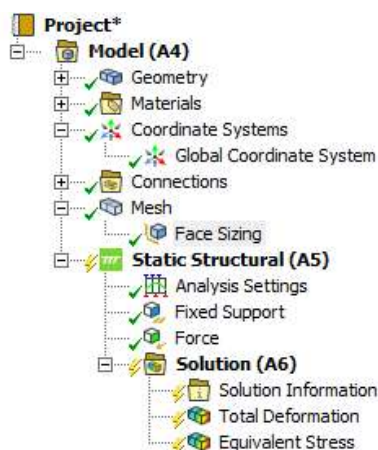 Project*
Model (A4)
Geometry
Materials
Coordinate Systems
Global Coordinate System
Connections
Mesh
Face Sizing
Static Structural (A5)
Analysis Settings
Fixed Support
Force
Solution (A6)
Solution Information
Total Deformation
Equivalent Stress